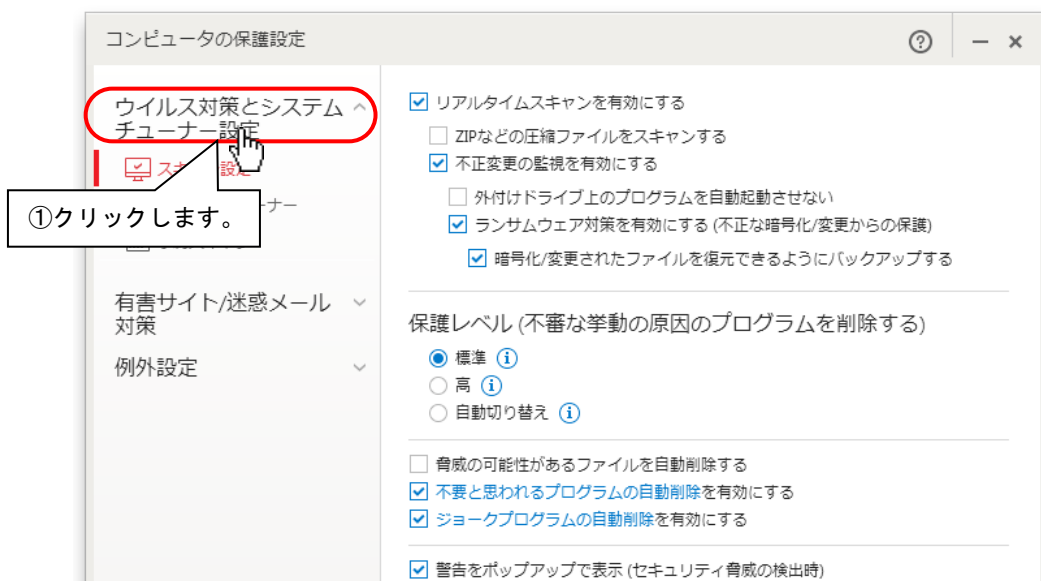 コンピュータの保護設定
ウイルス対策とシステム
チューナー設定
①クリックします。
有害サイト/迷惑メール
対策
例外設定
リアルタイムスキャンを有効にする
ZIPなどの圧縮ファイルをスキャンする
不正変更の監視を有効にする
外付けドライブ上のプログラムを自動起動させない
ランサムウェア対策を有効にする (不正な暗号化/変更からの保護)
暗号化/変更されたファイルを復元できるようにバックアップする
保護レベル (不審な挙動の原因のプログラムを削除する)
標準
高
自動切り替え
脅威の可能性があるファイルを自動削除する
不要と思われるプログラムの自動削除を有効にする
ジョークプログラムの自動削除を有効にする
警告をポップアップで表示 (セキュリティ脅威の検出時)